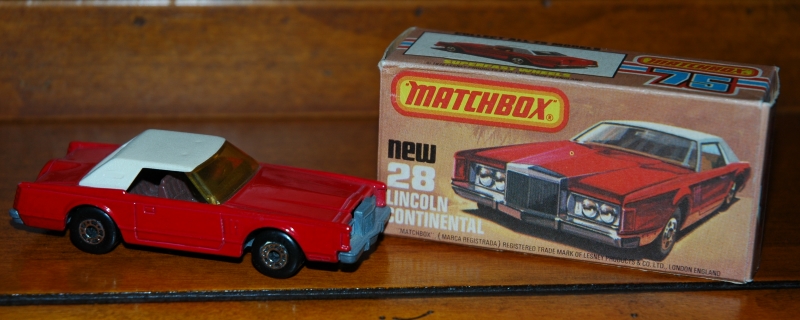 SUPERFAST WHEELS
MATCHBOX
75
MATCHBOX®
new
28
LINCOLN
CONTINENTAL
"MATCHBOX" (MARCA REGISTRADA) REGISTERED TRADE MARK OF LESNEY PRODUCTS & CO. LTD., LONDON ENGLAND